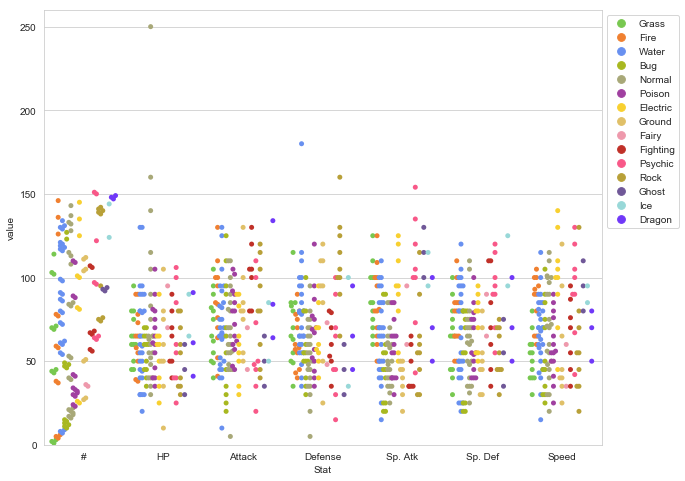 250
200
150
100
50
0
value
#
HP
Attack
Defense
Sp. Atk
Sp. Def
Speed
Stat
Grass
Fire
Water
Bug
Normal
Poison
Electric
Ground
Fairy
Fighting
Psychic
Rock
Ghost
Ice
Dragon